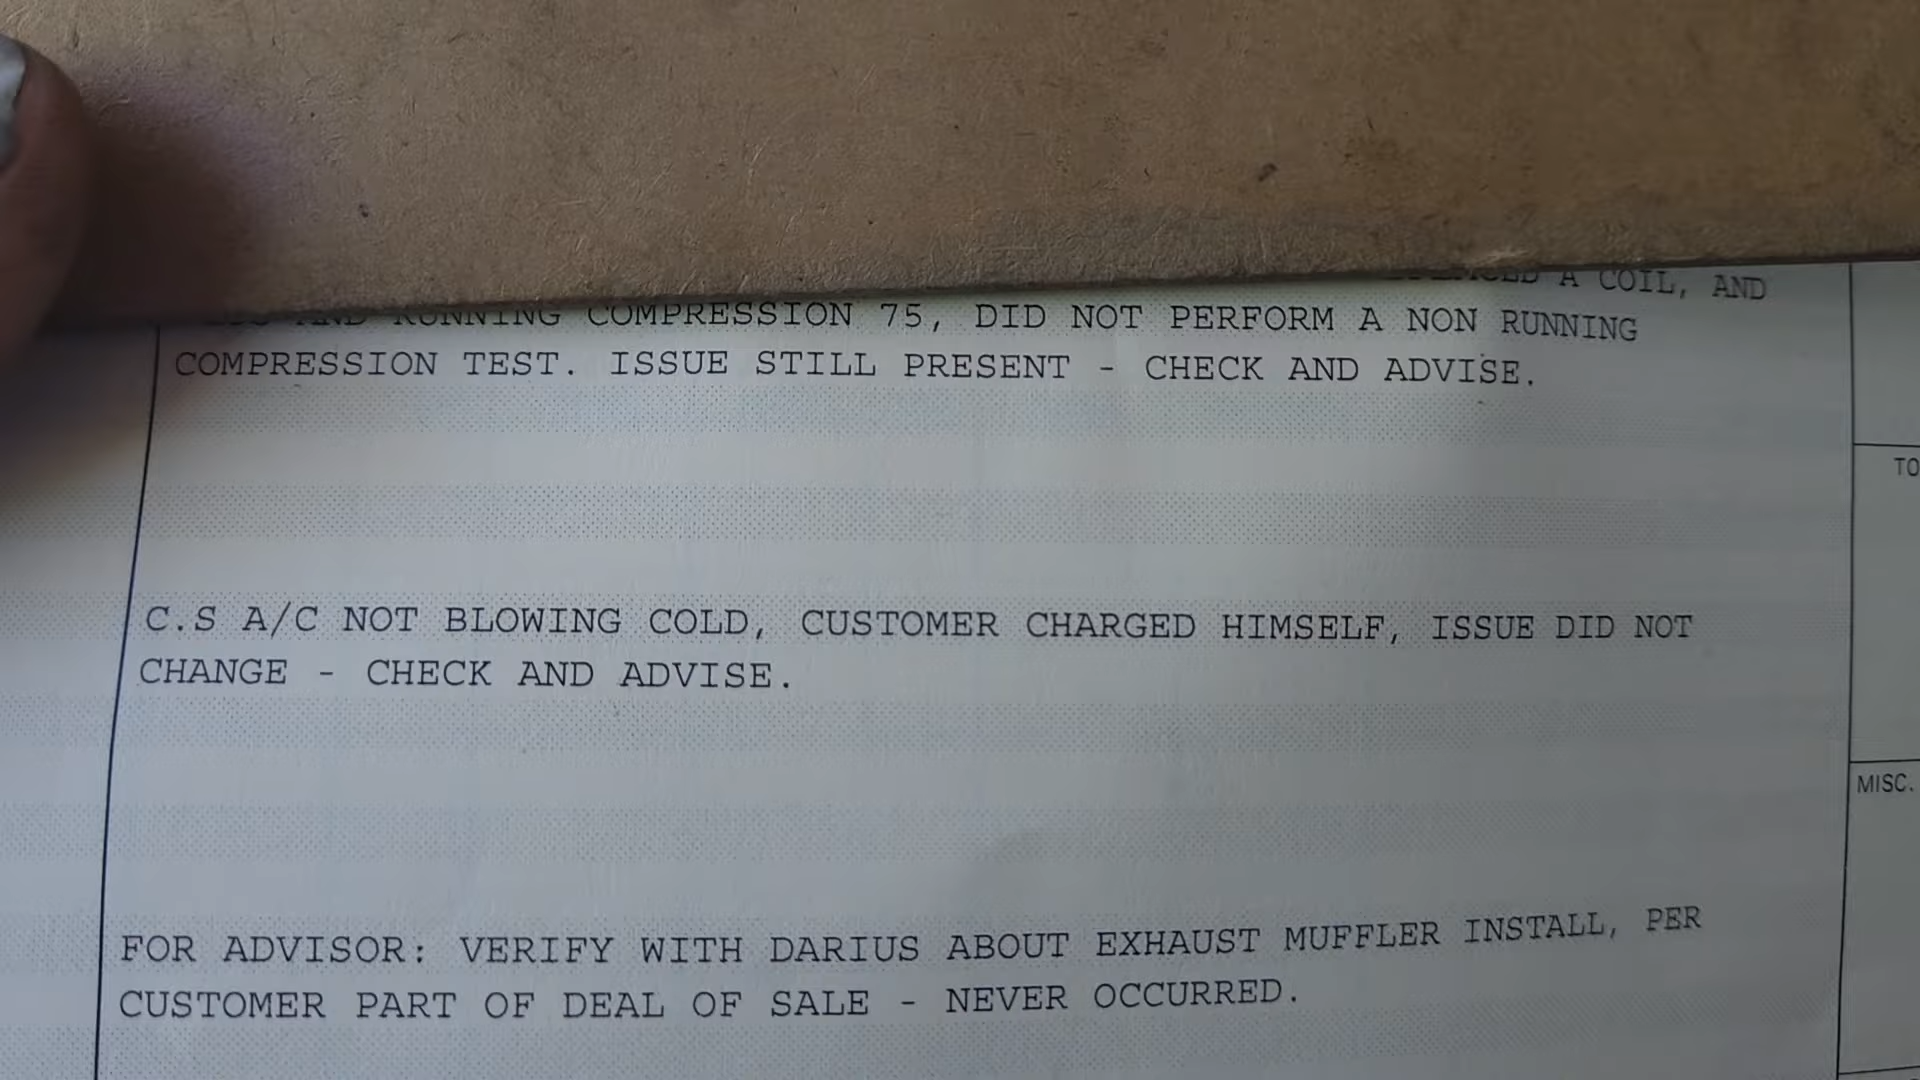 A COIL, AND
AND RUNNING COMPRESSION 75, DID NOT PERFORM A NON RUNNING
COMPRESSION TEST. ISSUE STILL PRESENT - CHECK AND ADVISE.
TO
C.S A/C NOT BLOWING COLD, CUSTOMER CHARGED HIMSELF, ISSUE DID NOT
CHANGE - CHECK AND ADVISE.
MISC.
FOR ADVISOR: VERIFY WITH DARIUS ABOUT EXHAUST MUFFLER INSTALL, PER
CUSTOMER PART OF DEAL OF SALE - NEVER OCCURRED.